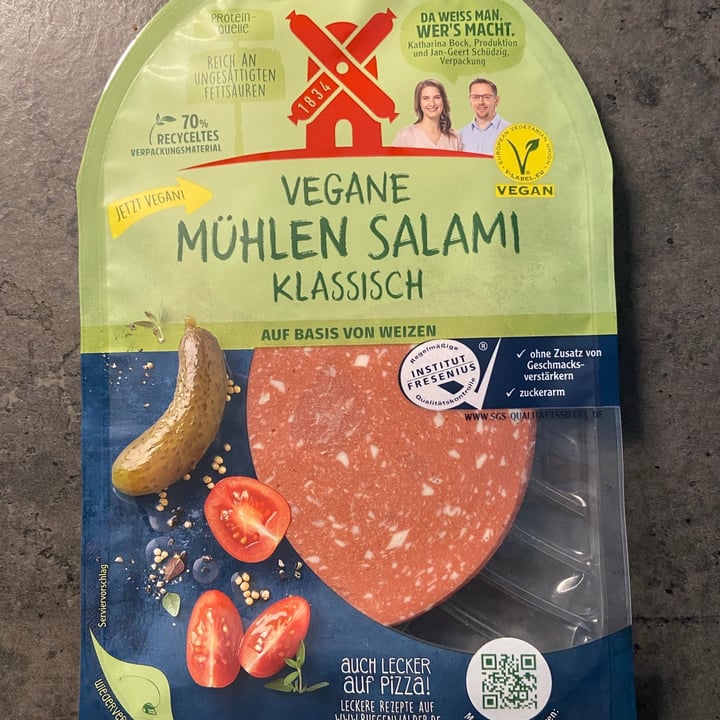 Protein-
quelle
REICH AN
UNGESÄTTIGTEN
FETTSÄUREN
70%
RECYCELTES
VERPACKUNGSMATERIAL
1834
DA WEISS MAN,
WER'S MACHT.
Katharina Bock, Produktion
und Jan-Geert Schüdzig,
Verpackung
EUROPEAN VEGETARIAN UNION
V-LABEL.EU
VEGAN
JETZT VEGAN!
VEGANE
MÜHLEN SALAMI
KLASSISCH
AUF BASIS VON WEIZEN
Regelmäßige
INSTITUT
FRESENIUS
Qualitätskontrolle
®
✓ ohne Zusatz von
Geschmacks-
verstärkern
✓ zuckerarm
WWW.SGS-QUALITAETSSIEGEL.DE
Serviervorschlag
AUCH LECKER
auf PIZZA!
LECKERE REZEPTE AUF
WWW.RUEGENWALDER.DE